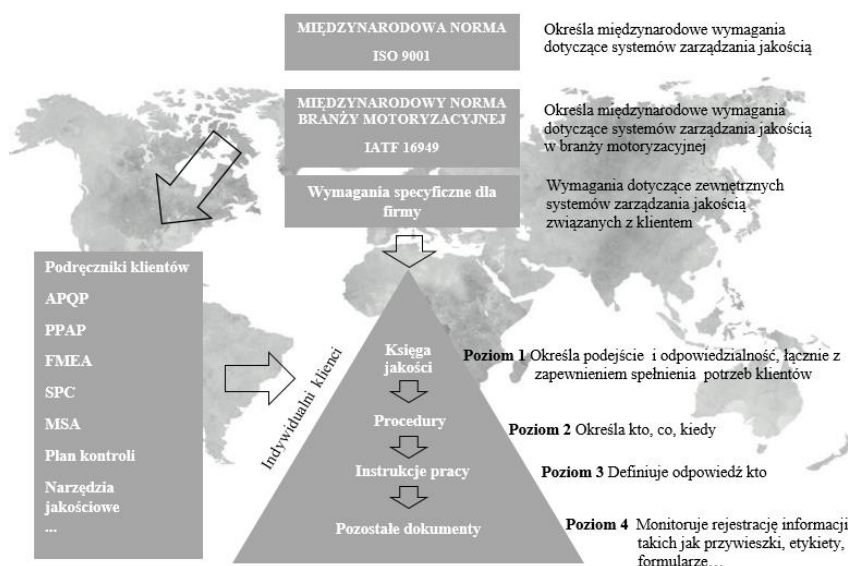 MIĘDZYNARODOWA NORMA
ISO 9001
Określa międzynarodowe wymagania
dotyczące systemów zarządzania jakością
MIĘDZYNARODOWY NORMA
BRANŻY MOTORYZACYJNEJ
IATF 16949
Określa międzynarodowe wymagania
dotyczące systemów zarządzania jakością
w branży motoryzacyjnej
Wymagania specyficzne dla
firmy
Wymagania dotyczące zewnętrznych
systemów zarządzania jakością
związanych z klientem
Podręczniki klientów
APQP
PPAP
FMEA
SPC
MSA
Plan kontroli
Narzędzia
jakościowe
...
Indywidualni klienci
Księga
jakości
Poziom 1 Określa podejście i odpowiedzialność, łącznie z
zapewnieniem spełnienia potrzeb klientów
Procedury
Poziom 2 Określa kto, co, kiedy
Instrukcje pracy
Poziom 3 Definiuje odpowiedź kto
Pozostałe dokumenty
Poziom 4 Monitoruje rejestrację informacji
takich jak przywieszki, etykiety,
formularze…